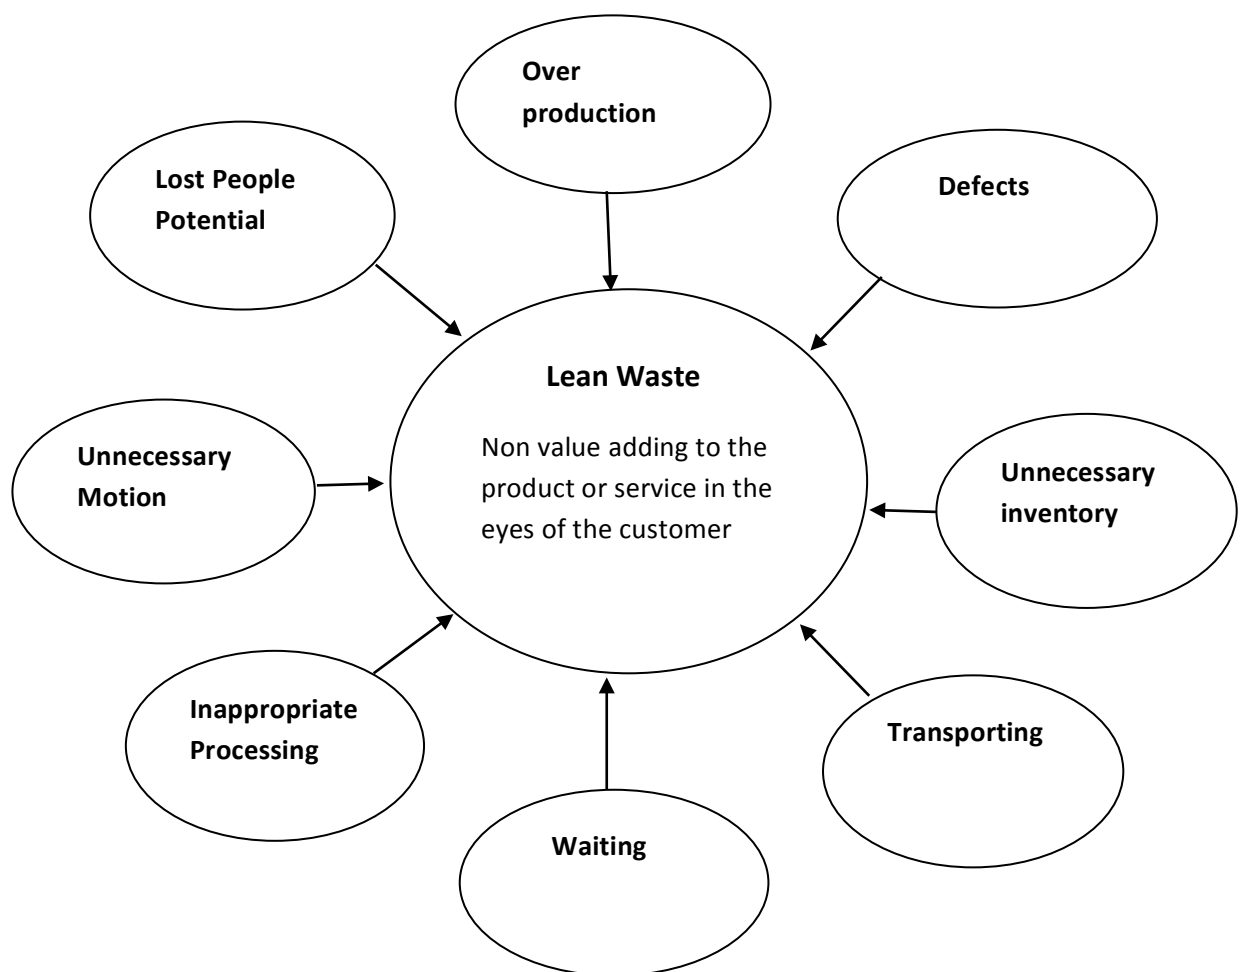 Over
production
Lost People
Potential
Defects
Lean Waste
Non value adding to the
product or service in the
eyes of the customer
Unnecessary
Motion
Unnecessary
inventory
Inappropriate
Processing
Transporting
Waiting